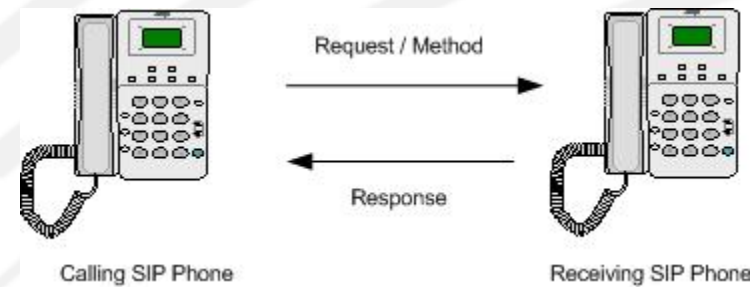 Request / Method
Response
Calling SIP Phone
Receiving SIP Phone